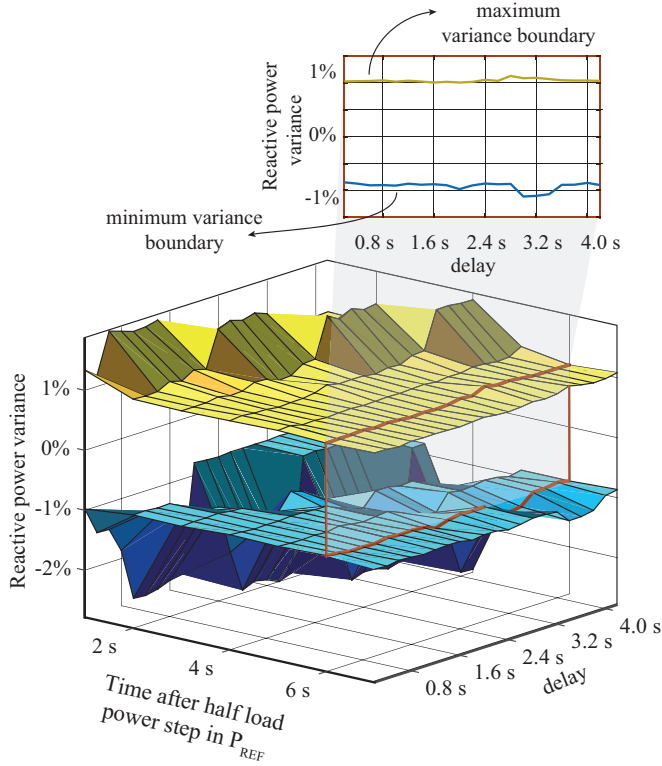 maximum
variance boundary
Reactive power
variance
1%
0%
-1%
minimum variance
boundary
0.8 s 1.6 s 2.4 s 3.2 s 4.0 s
delay
Reactive power variance
1%
0%
-1%
-2%
2 s
4 s
6 s
Time after half load
power step in P_REF
0.8 s
1.6 s
2.4 s
3.2 s
4.0 s
delay